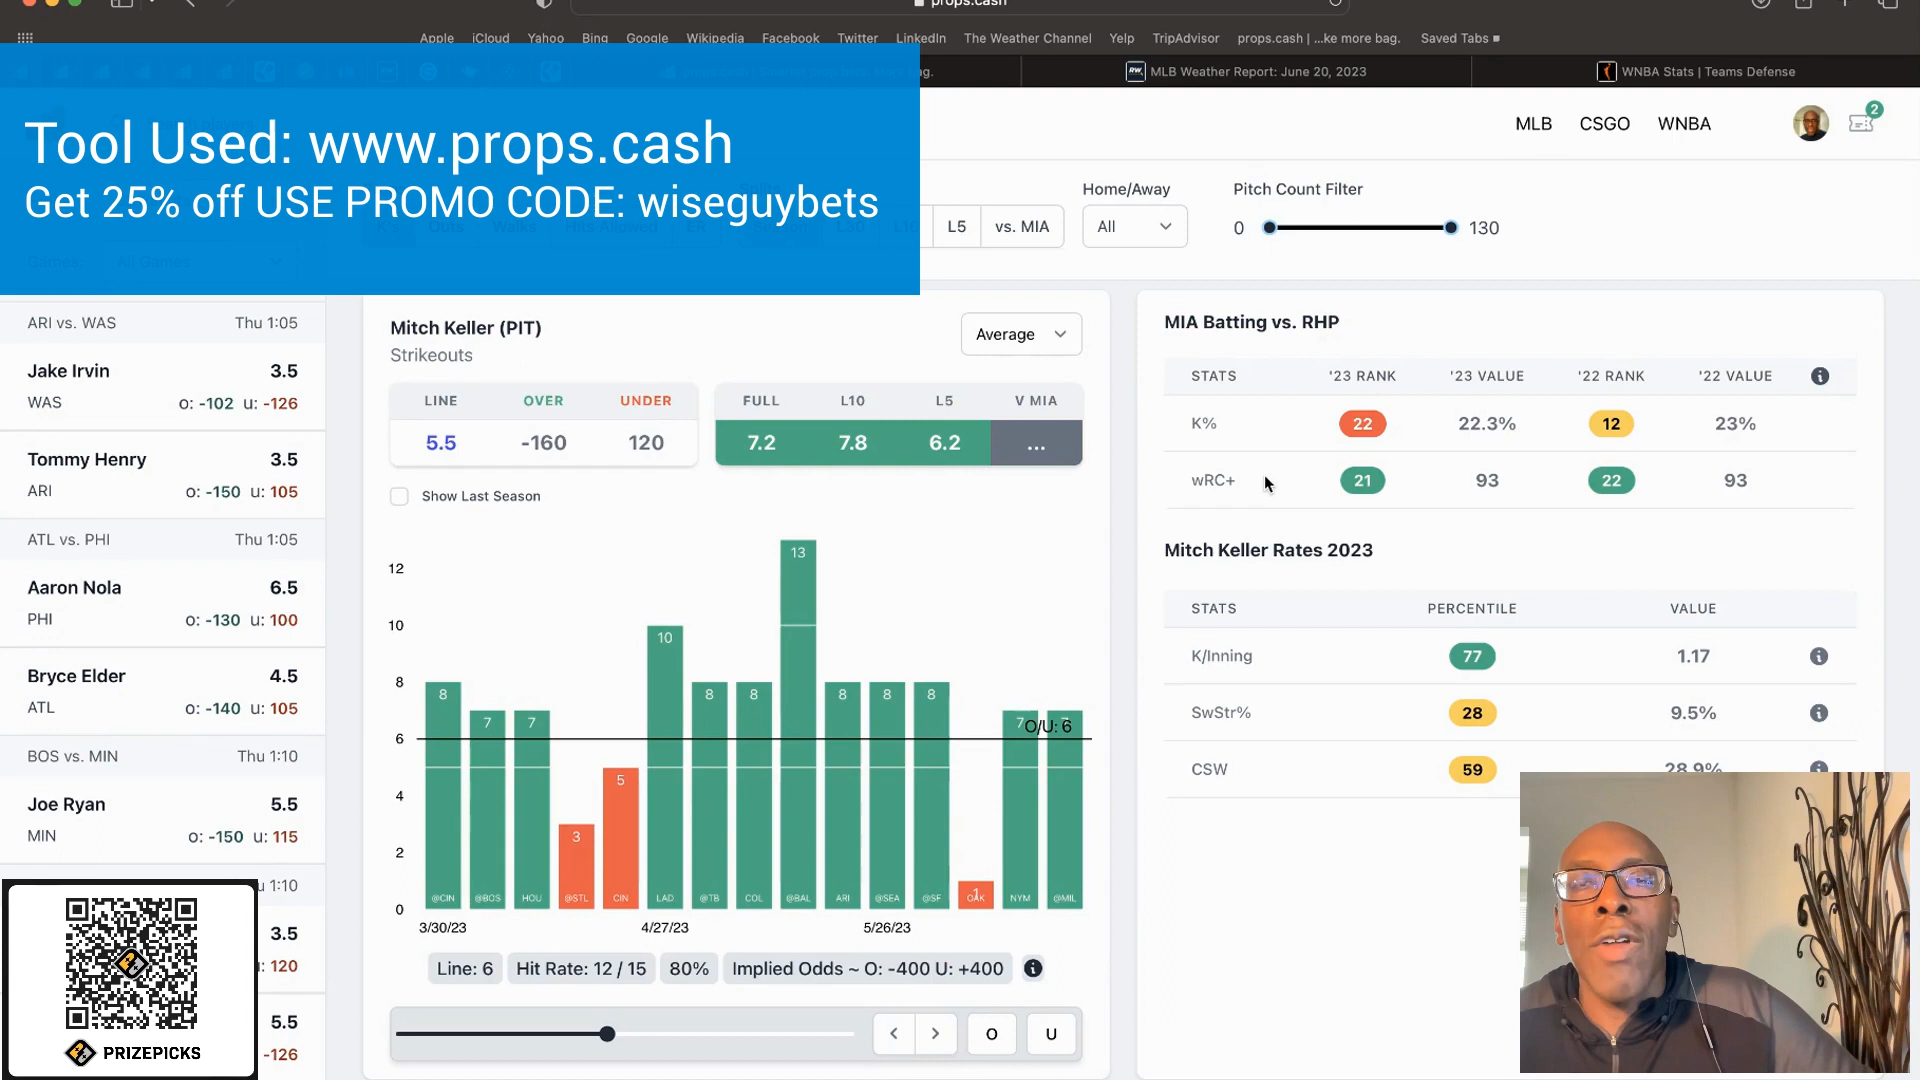 props.cash
Apple iCloud Yahoo Bing Google Wikipedia Facebook Twitter LinkedIn The Weather Channel Yelp TripAdvisor props.cash | ...ke more bag. Saved Tabs
MLB Weather Report: June 20, 2023
WNBA Stats | Teams Defense
Tool Used: www.props.cash
Get 25% off USE PROMO CODE: wiseguybets
MLB CSGO WNBA
2
Home/Away
Pitch Count Filter
L5 vs. MIA
All
0 130
Games: All Games
ARI vs. WAS Thu 1:05
Jake Irvin 3.5
WAS o: -102 u: -126
Tommy Henry 3.5
ARI o: -150 u: 105
ATL vs. PHI Thu 1:05
Aaron Nola 6.5
PHI o: -130 u: 100
Bryce Elder 4.5
ATL o: -140 u: 105
BOS vs. MIN Thu 1:10
Joe Ryan 5.5
MIN o: -150 u: 115
u 1:10
3.5
: 120
5.5
-126
PRIZEPICKS
Mitch Keller (PIT)
Strikeouts
Average
LINE OVER UNDER
5.5 -160 120
FULL L10 L5 V MIA
7.2 7.8 6.2 ...
Show Last Season
12
10
8
6
4
2
0
8 7 7 3 5 10 8 8 13 8 8 8 1 7 7
O/U: 6
@CIN @BOS HOU @STL CIN LAD @TB COL @BAL ARI @SEA @SF OAK NYM @MIL
3/30/23 4/27/23 5/26/23
Line: 6 Hit Rate: 12 / 15 80% Implied Odds ~ O: -400 U: +400
< > O U
MIA Batting vs. RHP
STATS '23 RANK '23 VALUE '22 RANK '22 VALUE
K% 22 22.3% 12 23%
wRC+ 21 93 22 93
Mitch Keller Rates 2023
STATS PERCENTILE VALUE
K/Inning 77 1.17
SwStr% 28 9.5%
CSW 59 28.9%